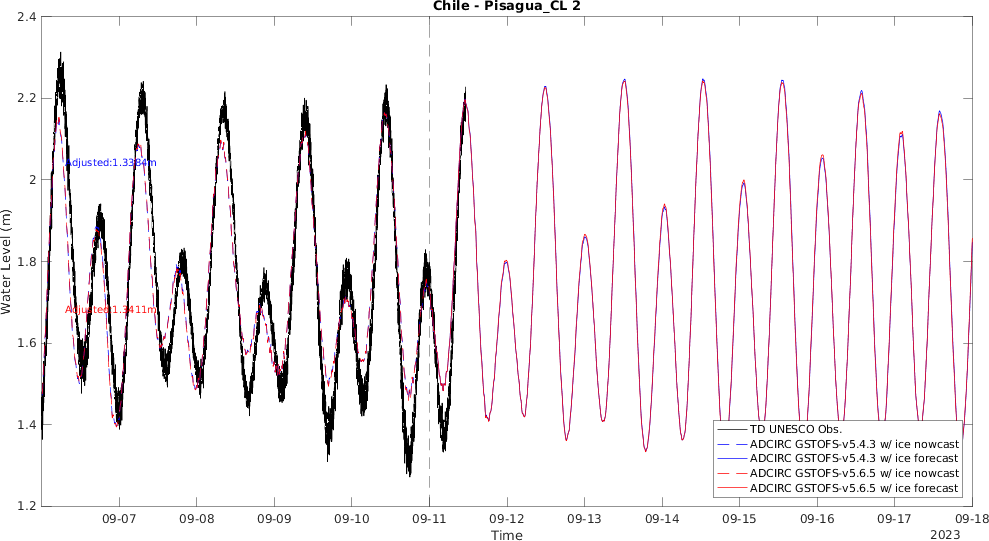 Chile - Pisagua_CL 2
2.4
2.2
2
1.8
1.6
1.4
1.2
Water Level (m)
Adjusted:1.3384m
Adjusted:1.3411m
TD UNESCO Obs.
ADCIRC GSTOFS-v5.4.3 w/ ice nowcast
ADCIRC GSTOFS-v5.4.3 w/ ice forecast
ADCIRC GSTOFS-v5.6.5 w/ ice nowcast
ADCIRC GSTOFS-v5.6.5 w/ ice forecast
09-07 09-08 09-09 09-10 09-11 09-12 09-13 09-14 09-15 09-16 09-17 09-18
Time
2023